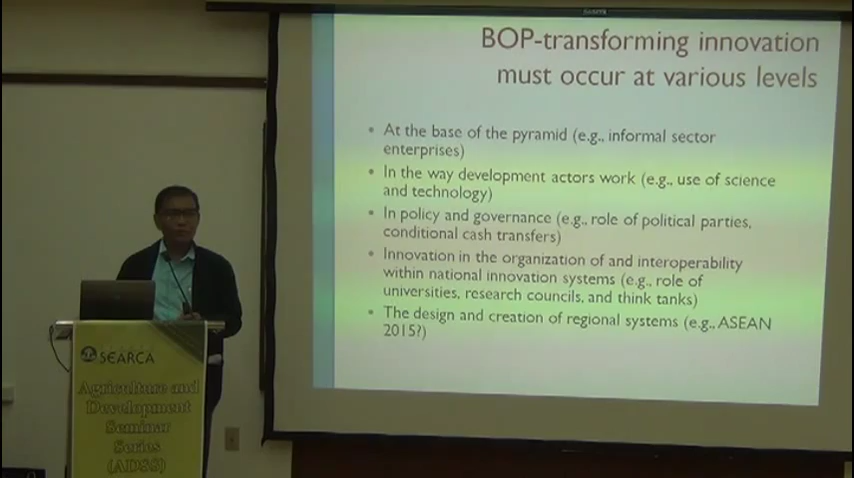 BOP-transforming innovation
must occur at various levels
• At the base of the pyramid (e.g., informal sector
enterprises)
• In the way development actors work (e.g., use of science
and technology)
• In policy and governance (e.g., role of political parties,
conditional cash transfers)
• Innovation in the organization of and interoperability
within national innovation systems (e.g., role of
universities, research councils, and think tanks)
• The design and creation of regional systems (e.g., ASEAN
2015?)
SEARCA
Agriculture and
Development
Seminar
Series
(ADSS)